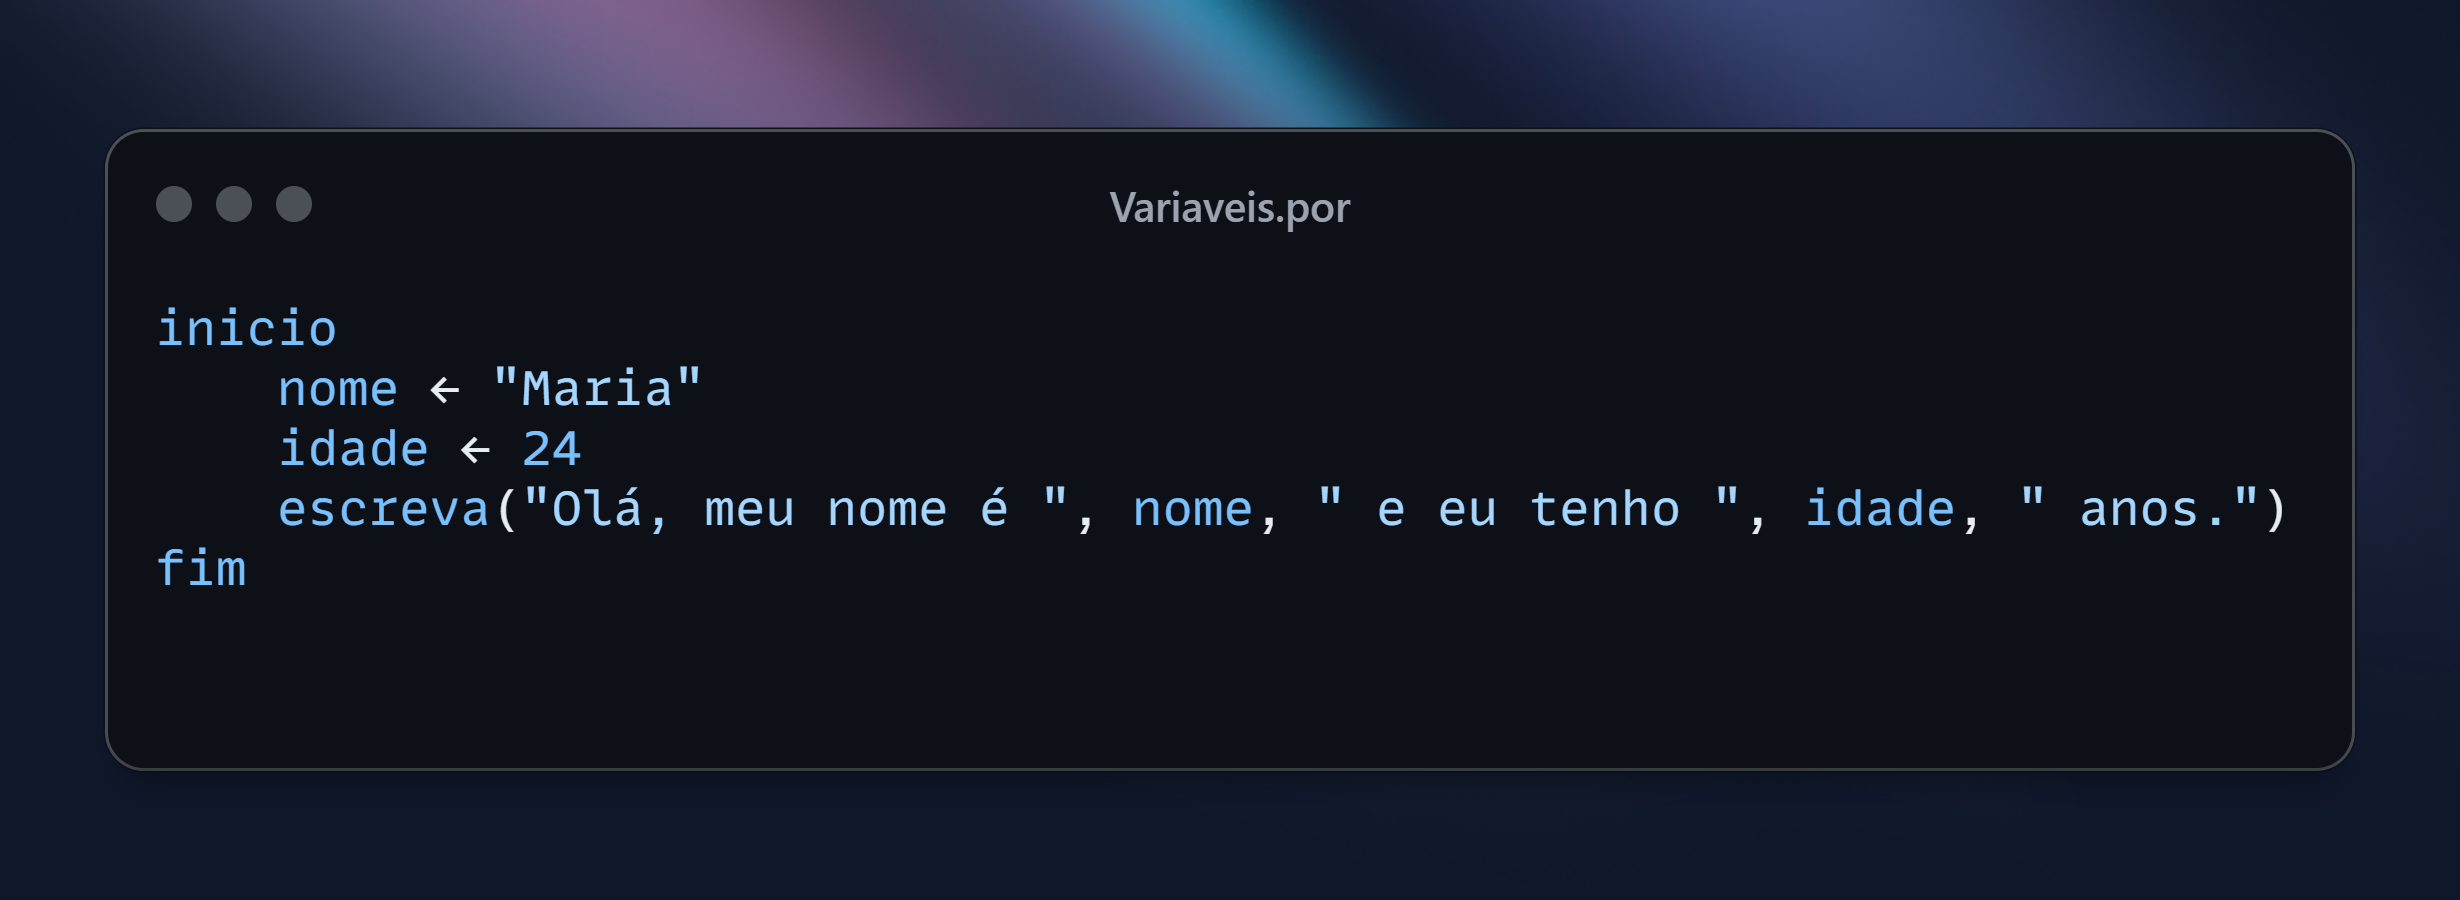 Variaveis.por
inicio
    nome ← "Maria"
    idade ← 24
    escreva("Olá, meu nome é ", nome, " e eu tenho ", idade, " anos.")
fim